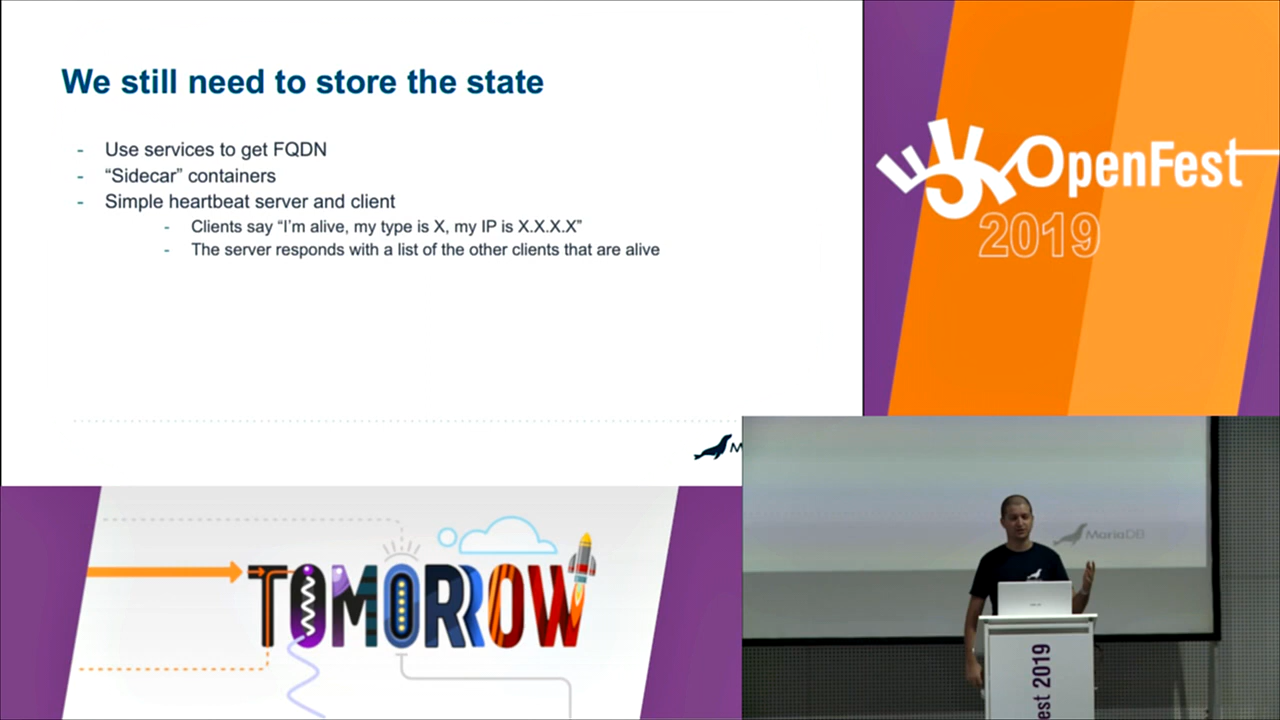 We still need to store the state
- Use services to get FQDN
- “Sidecar” containers
- Simple heartbeat server and client
- Clients say “I’m alive, my type is X, my IP is X.X.X.X”
- The server responds with a list of the other clients that are alive
M
OpenFest
2019
TOMORROW
MariaDB
est 2019